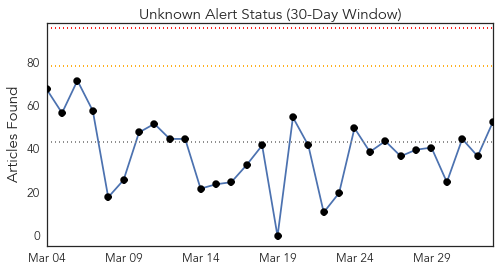 Unknown Alert Status (30-Day Window)
Articles Found
80
60
40
20
0
Mar 04 Mar 09 Mar 14 Mar 19 Mar 24 Mar 29